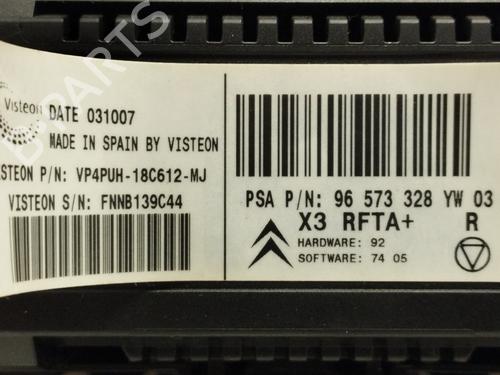 Visteon DATE 031007
MADE IN SPAIN BY VISTEON
VISTEON P/N: VP4PUH-18C612-MJ
VISTEON S/N: FNNB139C44
PSA P/N: 96 573 328 YW 03
X3 RFTA+ R
HARDWARE: 92
SOFTWARE: 74 05
B-PARTS